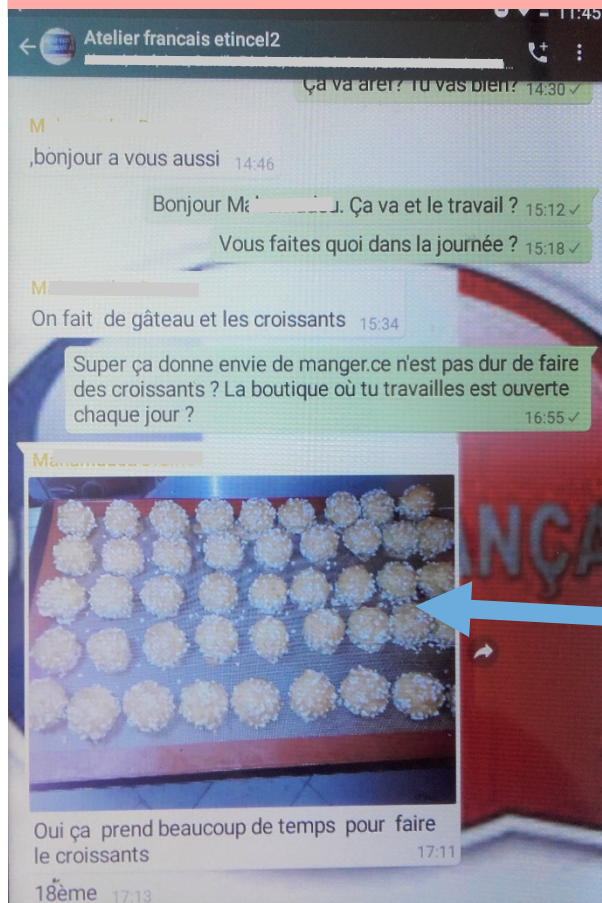 11:45
Atelier francais etincel2
Ça va aref? Tu vas bien? 14:30
M
,bonjour a vous aussi 14:46
Bonjour Ma. Ça va et le travail ? 15:12
Vous faites quoi dans la journée ? 15:18
M
On fait de gâteau et les croissants 15:34
Super ça donne envie de manger.ce n'est pas dur de faire
des croissants ? La boutique où tu travailles est ouverte
chaque jour ?
16:55
NÇA
Oui ça prend beaucoup de temps pour faire
le croissants
17:11
18ème 17:13